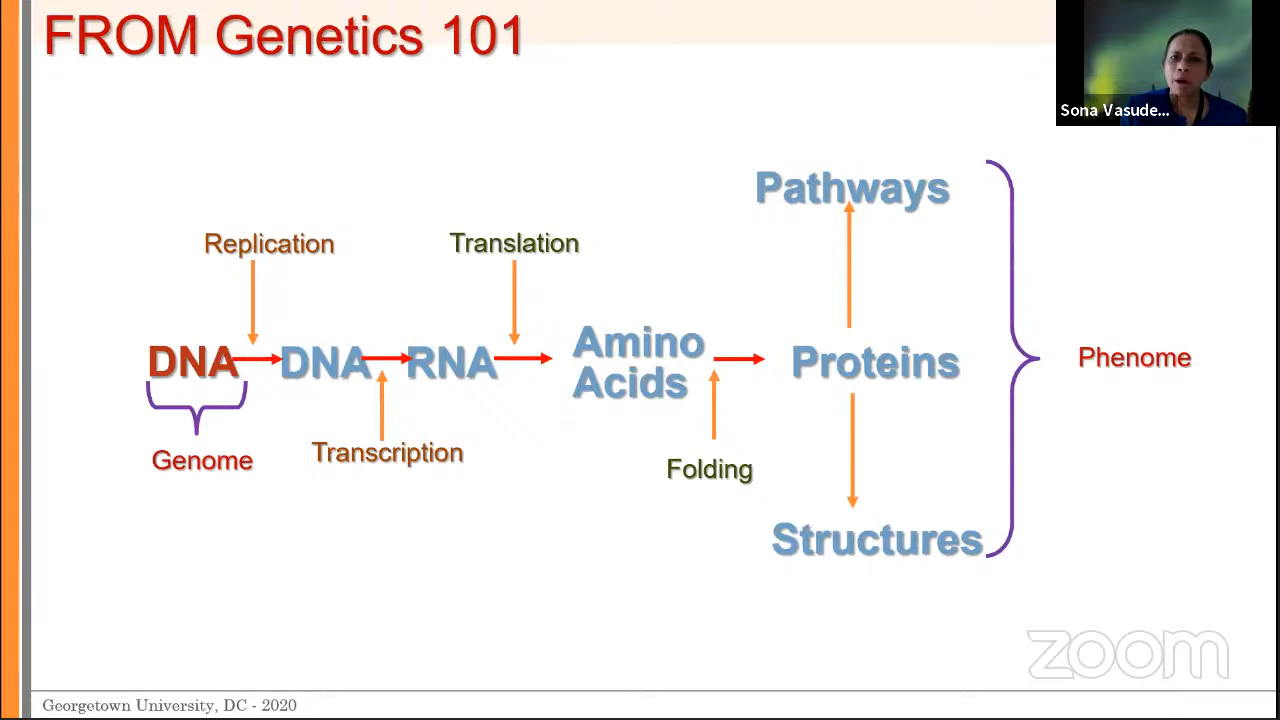 FROM Genetics 101
Sona Vasude...
Pathways
Replication
Translation
DNA
DNA
RNA
Amino
Acids
Proteins
Phenome
Genome
Transcription
Folding
Structures
zoom
Georgetown University, DC - 2020